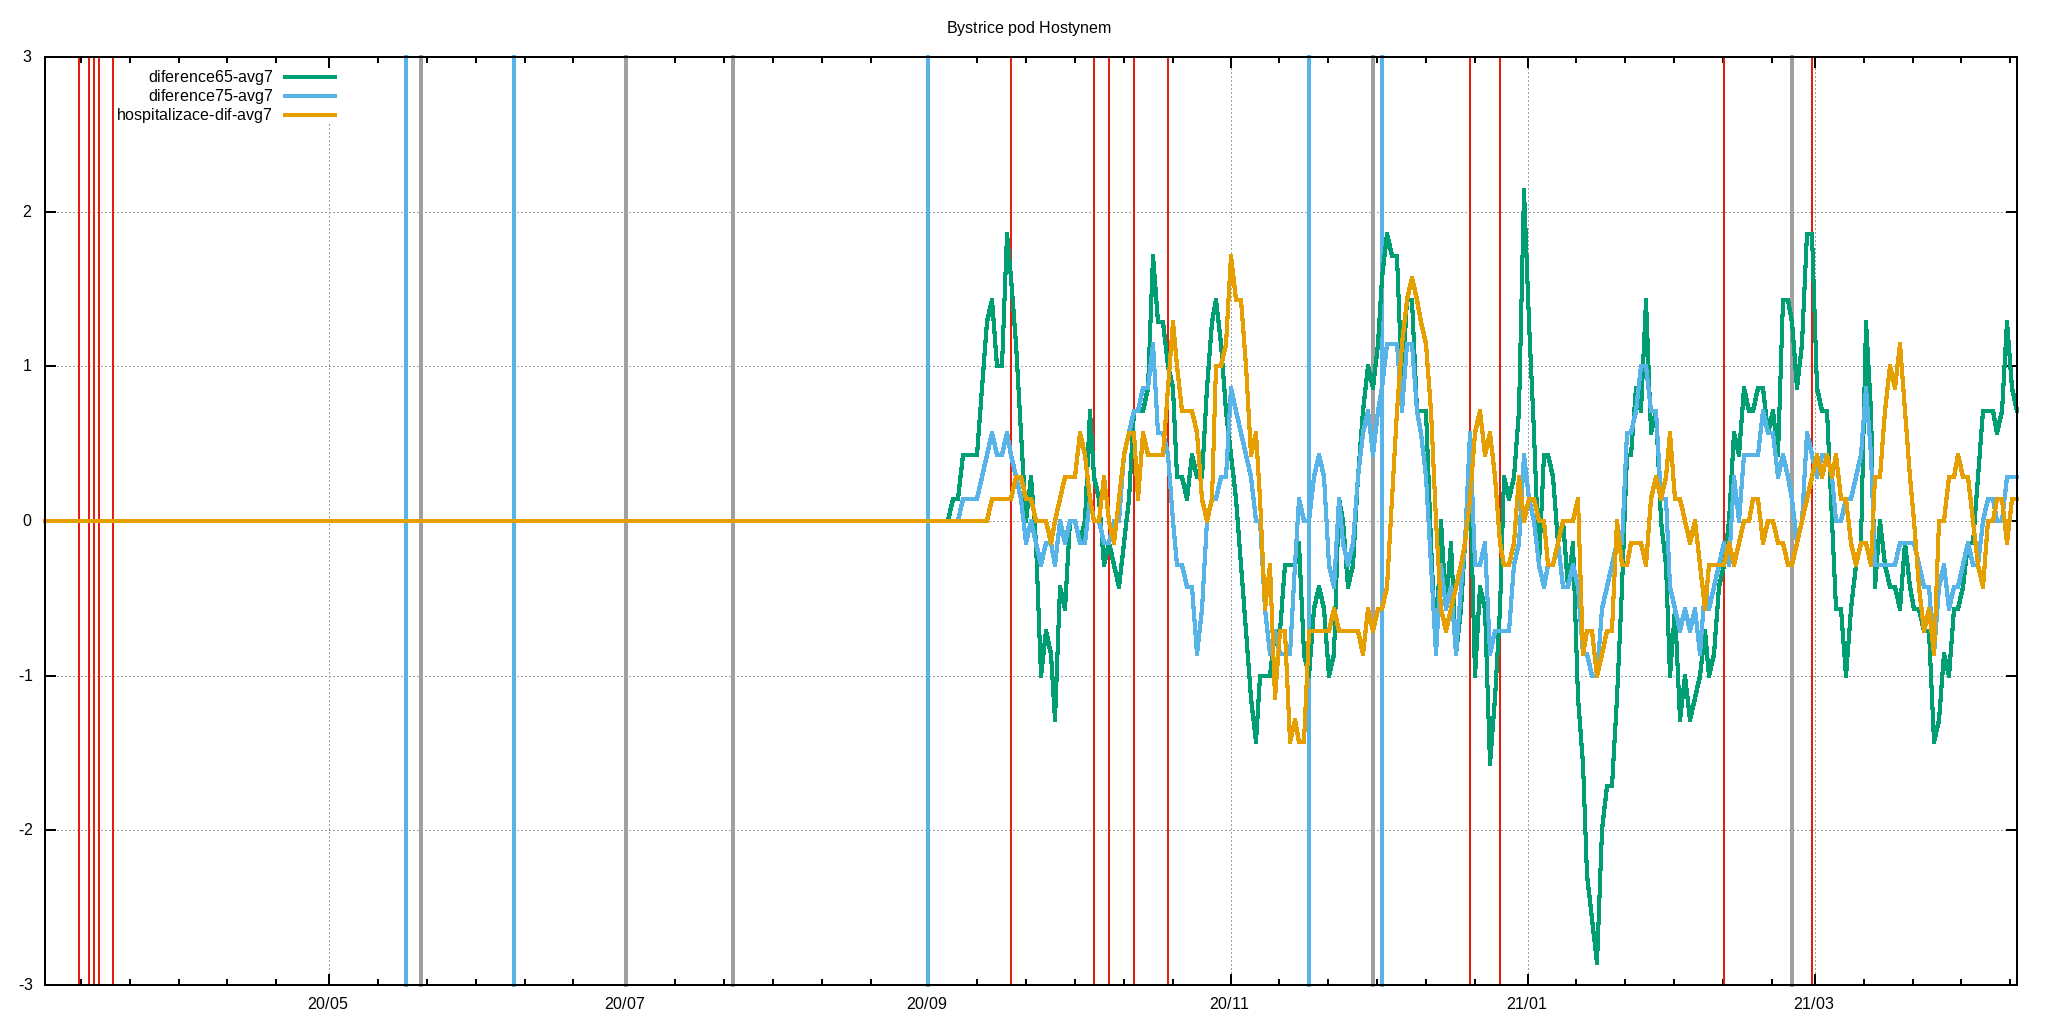 Bystrice pod Hostynem
diference65-avg7
diference75-avg7
hospitalizace-dif-avg7
3
2
1
0
-1
-2
-3
20/05 20/07 20/09 20/11 21/01 21/03